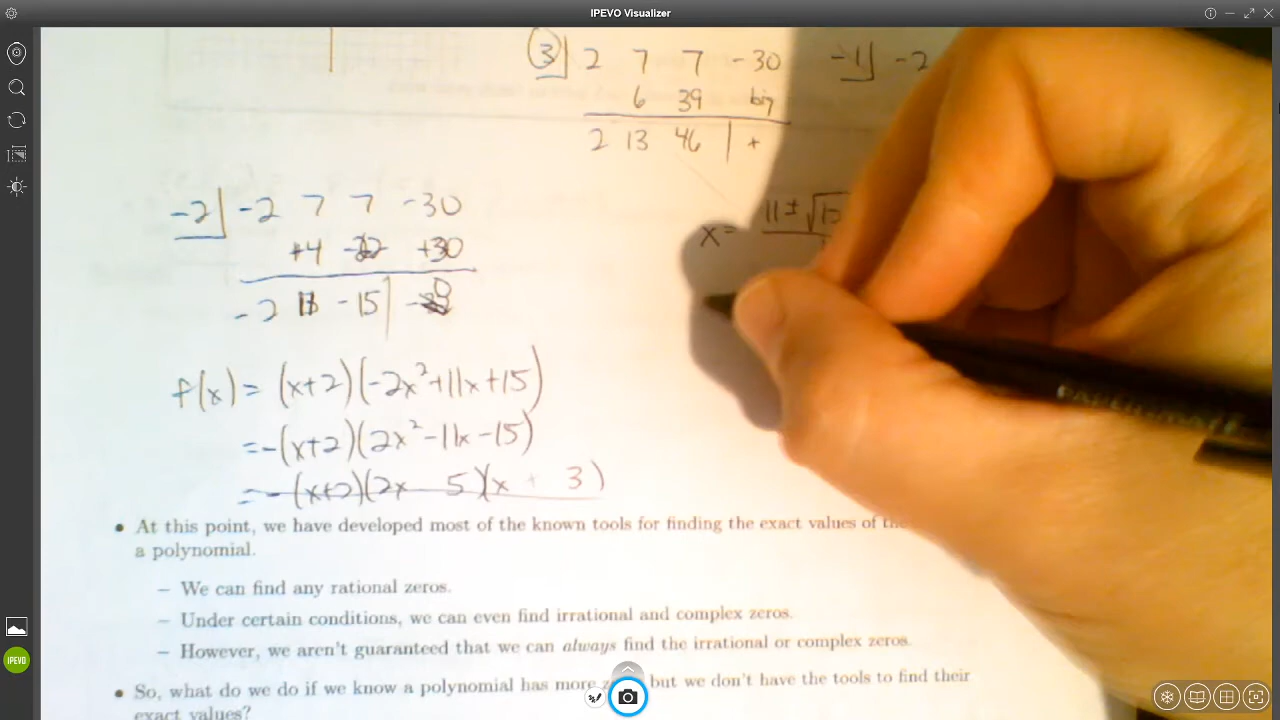 IPEVO Visualizer
3| 2 7 7 -30
6 39 big
2 13 46 | +
-1| -2
-2| -2 7 7 -30
+4 -22 +30
-2 11 -15 | 0
x = 11 ± √
f(x) = (x+2)(-2x²+11x+15)
= -(x+2)(2x²-11x-15)
= -(x+2)(2x 5)(x + 3)
• At this point, we have developed most of the known tools for finding the exact values of
a polynomial.
– We can find any rational zeros.
– Under certain conditions, we can even find irrational and complex zeros.
– However, we aren't guaranteed that we can always find the irrational or complex zeros.
• So, what do we do if we know a polynomial has more but we don't have the tools to find their
exact values?
IPEVO